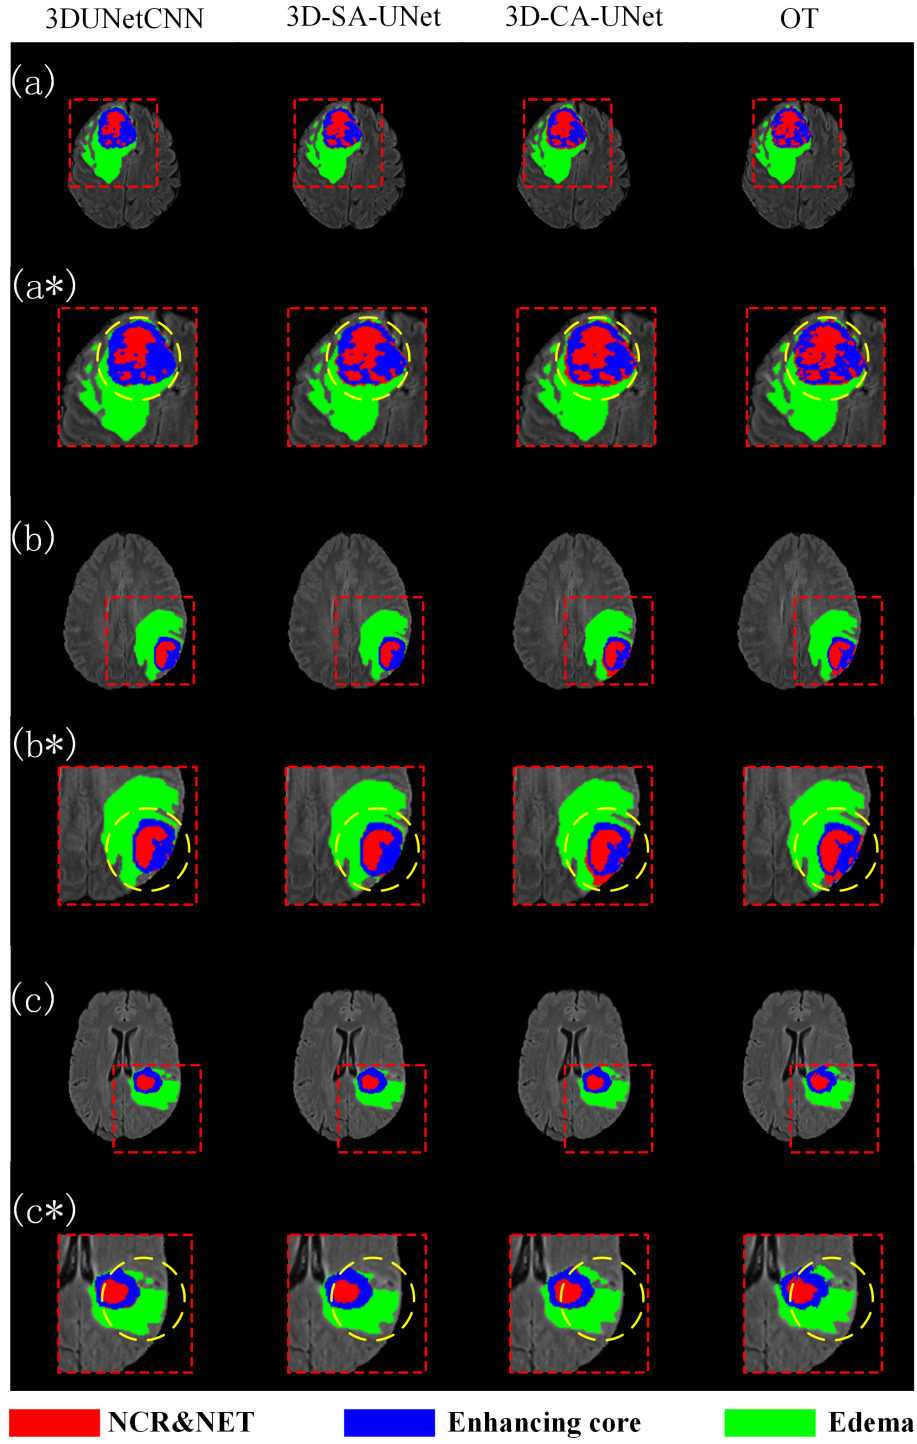 3DUNetCNN 3D-SA-UNet 3D-CA-UNet OT
(a)
(a*)
(b)
(b*)
(c)
(c*)
NCR&NET Enhancing core Edema